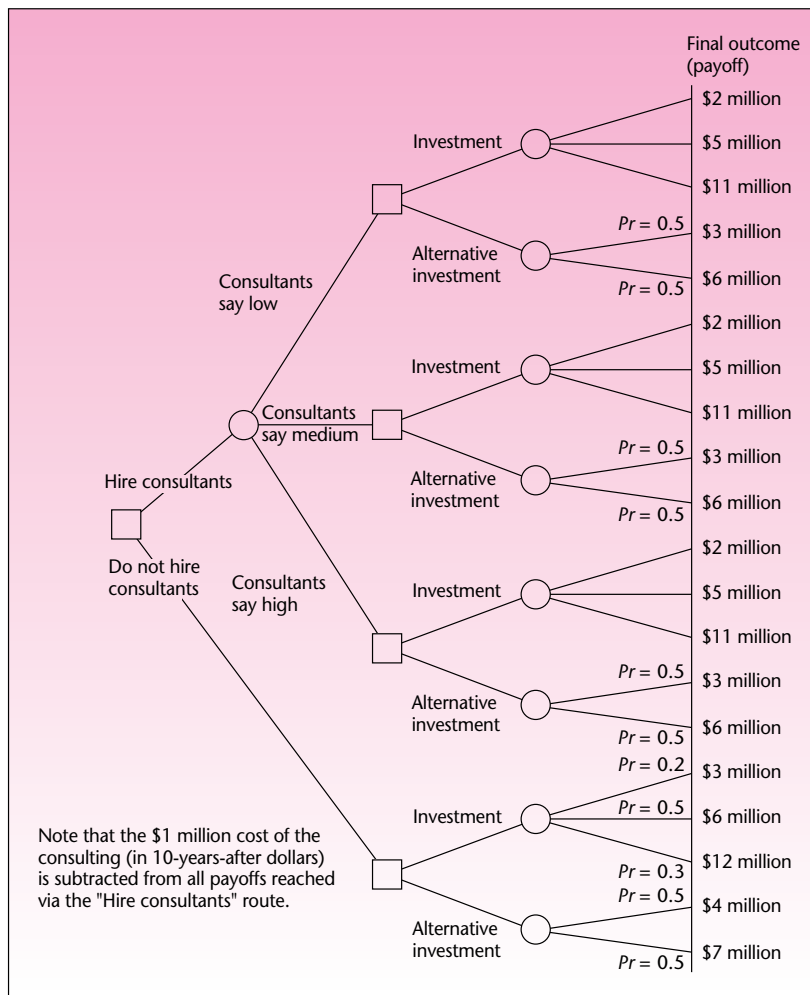 Final outcome
(payoff)
$2 million
Investment
$5 million
$11 million
Pr = 0.5
$3 million
Alternative
investment
$6 million
Pr = 0.5
Consultants
say low
$2 million
Investment
$5 million
$11 million
Consultants
say medium
Pr = 0.5
$3 million
Alternative
investment
$6 million
Pr = 0.5
Hire consultants
Do not hire
consultants
Consultants
say high
$2 million
Investment
$5 million
$11 million
Pr = 0.5
$3 million
Alternative
investment
$6 million
Pr = 0.5
Pr = 0.2
$3 million
Investment
Pr = 0.5
$6 million
$12 million
Pr = 0.3
Pr = 0.5
$4 million
Alternative
investment
$7 million
Pr = 0.5
Note that the $1 million cost of the
consulting (in 10-years-after dollars)
is subtracted from all payoffs reached
via the "Hire consultants" route.